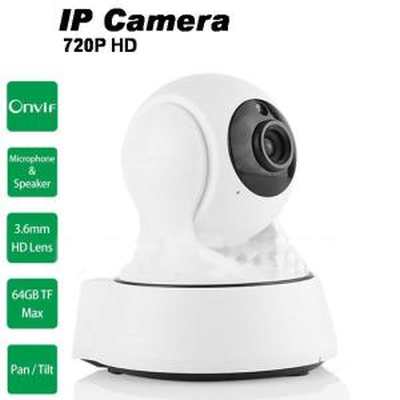 IP Camera
720P HD
Onvif
Microphone
&
Speaker
3.6mm
HD Lens
64GB TF
Max
Pan / Tilt